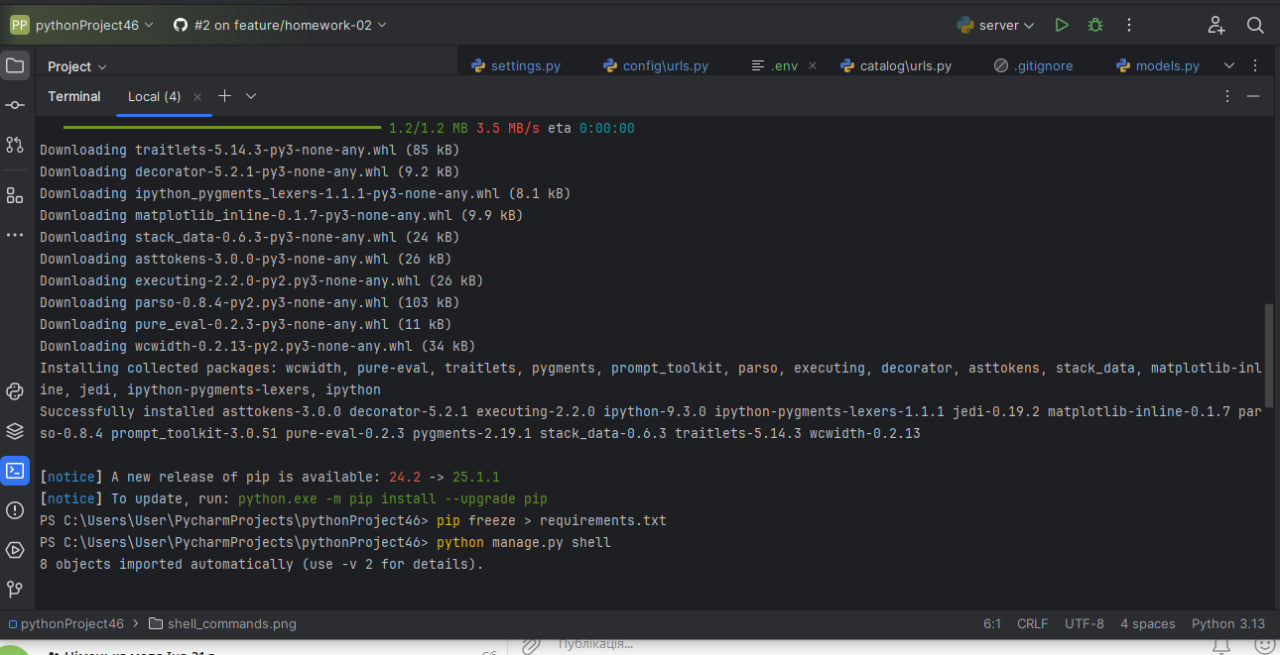 PP pythonProject46 #2 on feature/homework-02 server
Project settings.py config\urls.py .env catalog\urls.py .gitignore models.py
Terminal Local (4)
1.2/1.2 MB 3.5 MB/s eta 0:00:00
Downloading traitlets-5.14.3-py3-none-any.whl (85 kB)
Downloading decorator-5.2.1-py3-none-any.whl (9.2 kB)
Downloading ipython_pygments_lexers-1.1.1-py3-none-any.whl (8.1 kB)
Downloading matplotlib_inline-0.1.7-py3-none-any.whl (9.9 kB)
Downloading stack_data-0.6.3-py3-none-any.whl (24 kB)
Downloading asttokens-3.0.0-py3-none-any.whl (26 kB)
Downloading executing-2.2.0-py2.py3-none-any.whl (26 kB)
Downloading parso-0.8.4-py2.py3-none-any.whl (103 kB)
Downloading pure_eval-0.2.3-py3-none-any.whl (11 kB)
Downloading wcwidth-0.2.13-py2.py3-none-any.whl (34 kB)
Installing collected packages: wcwidth, pure-eval, traitlets, pygments, prompt_toolkit, parso, executing, decorator, asttokens, stack_data, matplotlib-inl
ine, jedi, ipython-pygments-lexers, ipython
Successfully installed asttokens-3.0.0 decorator-5.2.1 executing-2.2.0 ipython-9.3.0 ipython-pygments-lexers-1.1.1 jedi-0.19.2 matplotlib-inline-0.1.7 par
so-0.8.4 prompt_toolkit-3.0.51 pure-eval-0.2.3 pygments-2.19.1 stack_data-0.6.3 traitlets-5.14.3 wcwidth-0.2.13
[notice] A new release of pip is available: 24.2 -> 25.1.1
[notice] To update, run: python.exe -m pip install --upgrade pip
PS C:\Users\User\PycharmProjects\pythonProject46> pip freeze > requirements.txt
PS C:\Users\User\PycharmProjects\pythonProject46> python manage.py shell
8 objects imported automatically (use -v 2 for details).
pythonProject46 > shell_commands.png 6:1 CRLF UTF-8 4 spaces Python 3.13
Публікація...